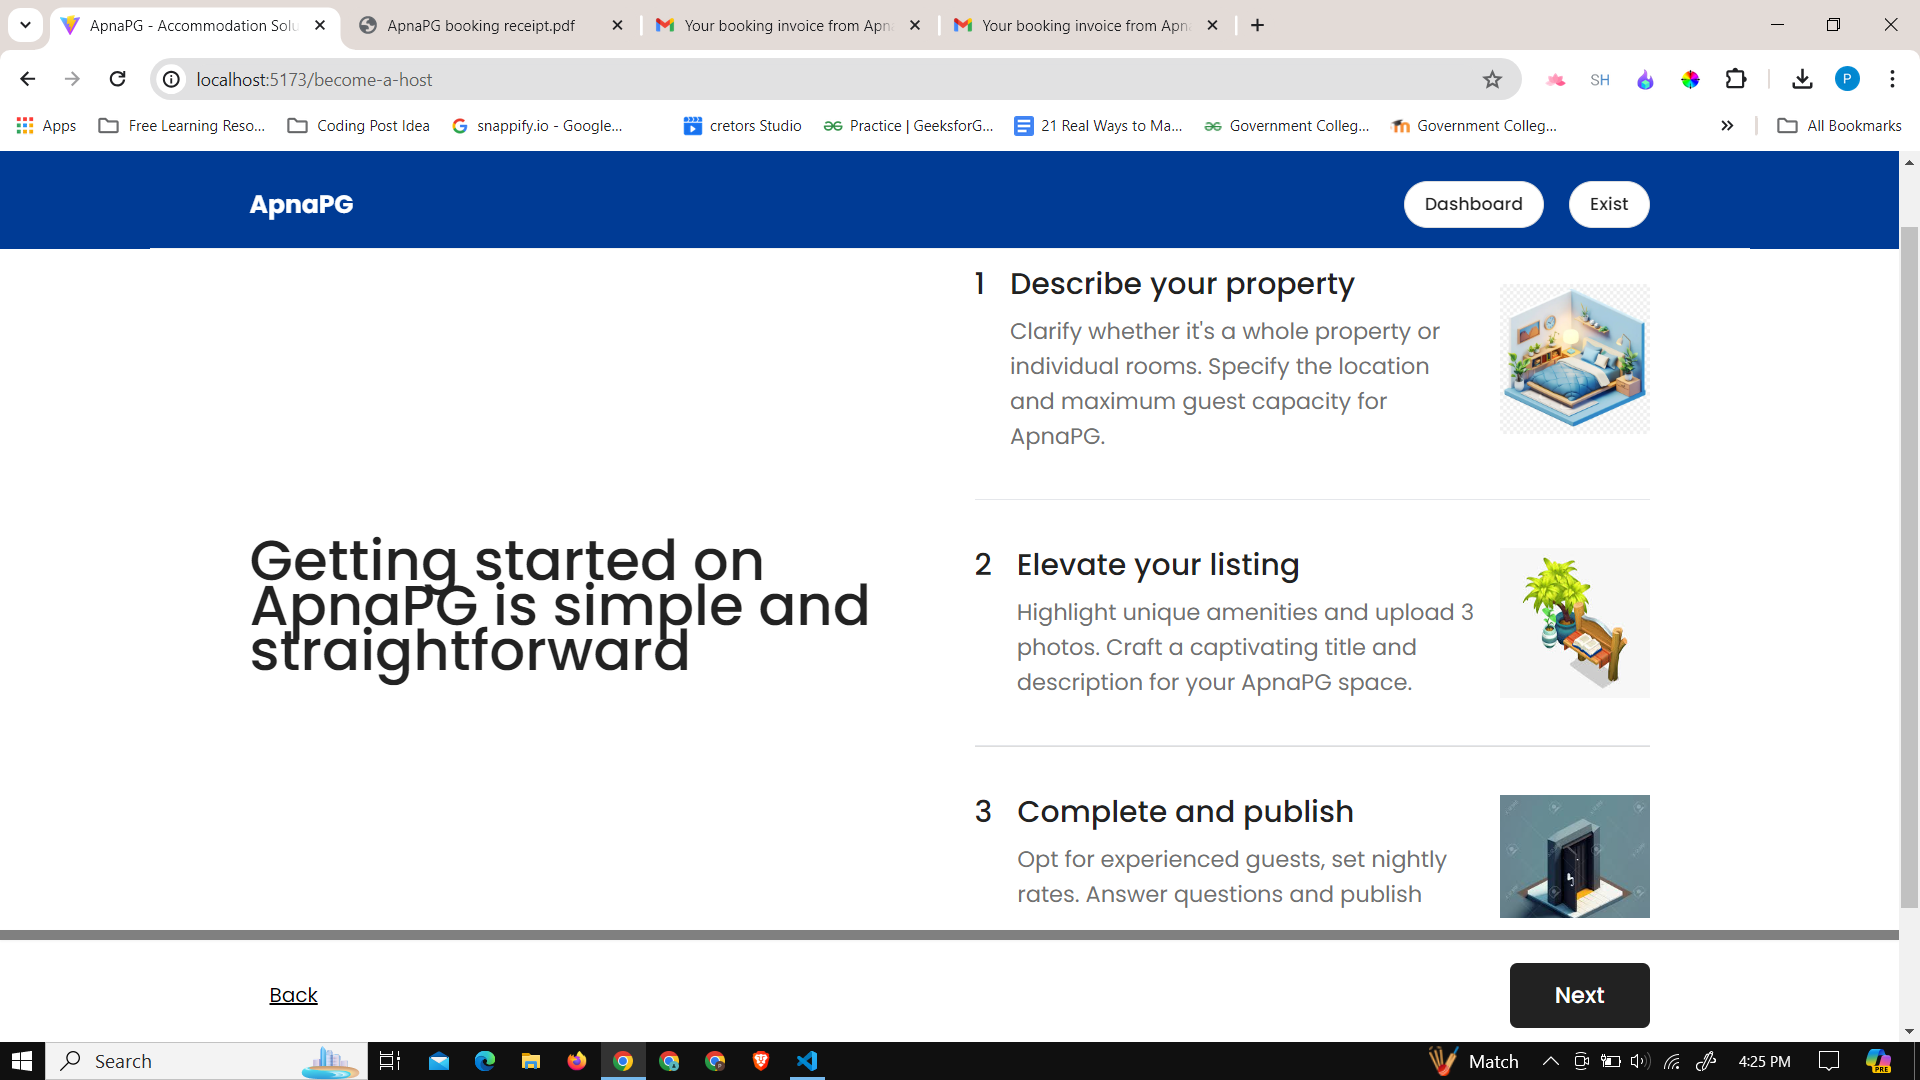 ApnaPG - Accommodation Solu
ApnaPG booking receipt.pdf
Your booking invoice from Apn
Your booking invoice from Apn
localhost:5173/become-a-host
SH
P
Apps
Free Learning Reso...
Coding Post Idea
snappify.io - Google...
cretors Studio
Practice | GeeksforG...
21 Real Ways to Ma...
Government Colleg...
Government Colleg...
All Bookmarks
ApnaPG
Dashboard
Exist
Getting started on
ApnaPG is simple and
straightforward
1 Describe your property
Clarify whether it's a whole property or
individual rooms. Specify the location
and maximum guest capacity for
ApnaPG.
2 Elevate your listing
Highlight unique amenities and upload 3
photos. Craft a captivating title and
description for your ApnaPG space.
3 Complete and publish
Opt for experienced guests, set nightly
rates. Answer questions and publish
Back
Next
Search
Match
4:25 PM
PRE